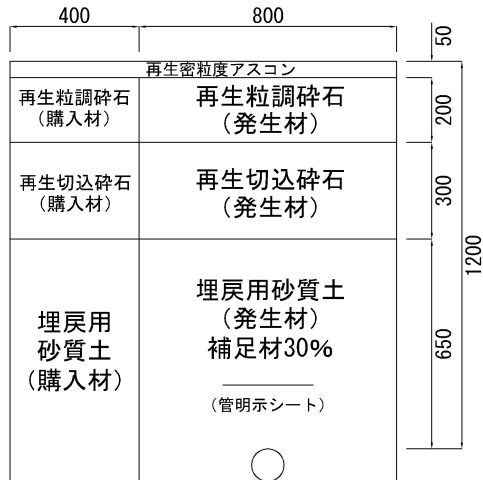 400
800
50
再生密粒度アスコン
再生粒調砕石
(購入材)
再生粒調砕石
(発生材)
200
再生切込砕石
(購入材)
再生切込砕石
(発生材)
300
1200
埋戻用
砂質土
(購入材)
埋戻用砂質土
(発生材)
補足材30%
650
(管明示シート)